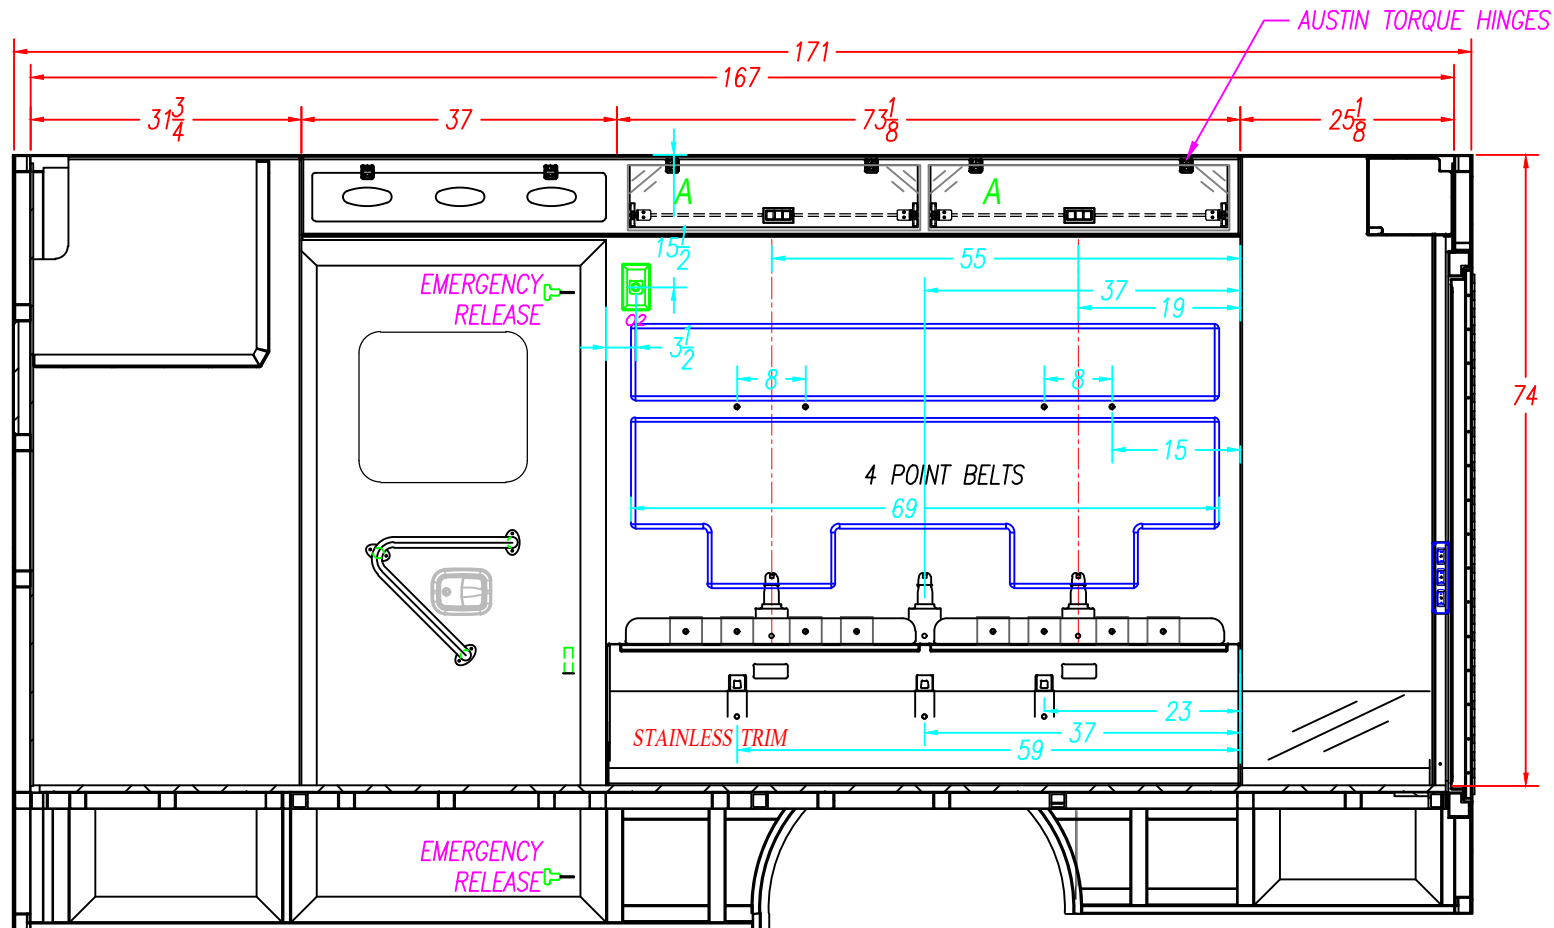 AUSTIN TORQUE HINGES
171
167
31 3/4
37
73 1/8
25 1/8
A
A
15 1/2
55
37
19
EMERGENCY
RELEASE
O2
3 1/2
8
8
74
15
4 POINT BELTS
69
23
37
59
STAINLESS TRIM
EMERGENCY
RELEASE